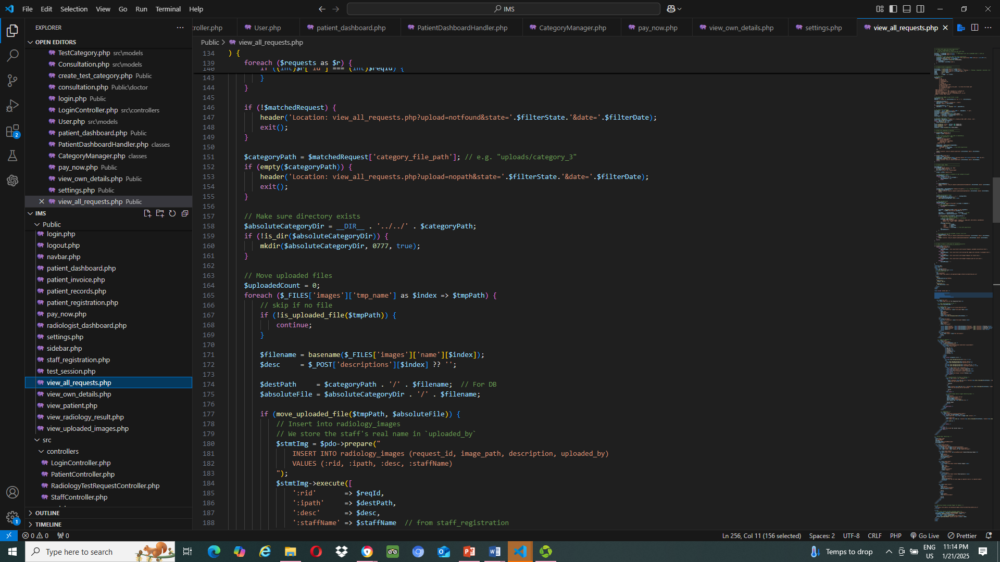 File Edit Selection View Go Run Terminal Help
IMS
EXPLORER
OPEN EDITORS
TestCategory.php src\models
Consultation.php src\models
create_test_category.php Public
consultation.php Public\doctor
login.php Public
LoginController.php src\controllers
User.php src\models
patient_dashboard.php Public
PatientDashboardHandler.php classes
CategoryManager.php classes
pay_now.php Public
view_own_details.php Public
settings.php Public
view_all_requests.php Public
IMS
Public
login.php
logout.php
navbar.php
patient_dashboard.php
patient_invoice.php
patient_records.php
patient_registration.php
pay_now.php
radiologist_dashboard.php
settings.php
sidebar.php
staff_registration.php
test_session.php
view_all_requests.php
view_own_details.php
view_patient.php
view_radiology_result.php
view_uploaded_images.php
src
controllers
LoginController.php
PatientController.php
RadiologyTestRequestController.php
StaffController.php
OUTLINE
TIMELINE
2
1
troller.php User.php patient_dashboard.php PatientDashboardHandler.php CategoryManager.php pay_now.php view_own_details.php settings.php view_all_requests.php
Public > view_all_requests.php
134 ) {
139 foreach ($requests as $r) {
140 if ((int)$r['id'] === (int)$reqId) {
143 }
144 }
145
146 if (!$matchedRequest) {
147 header('Location: view_all_requests.php?upload=notfound&state='.$filterState.'&date='.$filterDate);
148 exit();
149 }
150
151 $categoryPath = $matchedRequest['category_file_path']; // e.g. "uploads/category_3"
152 if (empty($categoryPath)) {
153 header('Location: view_all_requests.php?upload=nopath&state='.$filterState.'&date='.$filterDate);
154 exit();
155 }
156
157 // Make sure directory exists
158 $absoluteCategoryDir = __DIR__ . '../../' . $categoryPath;
159 if (!is_dir($absoluteCategoryDir)) {
160 mkdir($absoluteCategoryDir, 0777, true);
161 }
162
163 // Move uploaded files
164 $uploadedCount = 0;
165 foreach ($_FILES['images']['tmp_name'] as $index => $tmpPath) {
166 // skip if no file
167 if (!is_uploaded_file($tmpPath)) {
168 continue;
169 }
170
171 $filename = basename($_FILES['images']['name'][$index]);
172 $desc = $_POST['descriptions'][$index] ?? '';
173
174 $destPath = $categoryPath . '/' . $filename; // For DB
175 $absoluteFile = $absoluteCategoryDir . '/' . $filename;
176
177 if (move_uploaded_file($tmpPath, $absoluteFile)) {
178 // Insert into radiology_images
179 // We store the staff's real name in `uploaded_by`
180 $stmtImg = $pdo->prepare("
181 INSERT INTO radiology_images (request_id, image_path, description, uploaded_by)
182 VALUES (:rid, :ipath, :desc, :staffName)
183 ");
184 $stmtImg->execute([
185 ':rid' => $reqId,
186 ':ipath' => $destPath,
187 ':desc' => $desc,
188 ':staffName' => $staffName // from staff_registration
0 0 0 Ln 256, Col 11 (156 selected) Spaces: 2 UTF-8 CRLF PHP Go Live Prettier
Type here to search Temps to drop ENG US 11:14 PM 1/21/2025